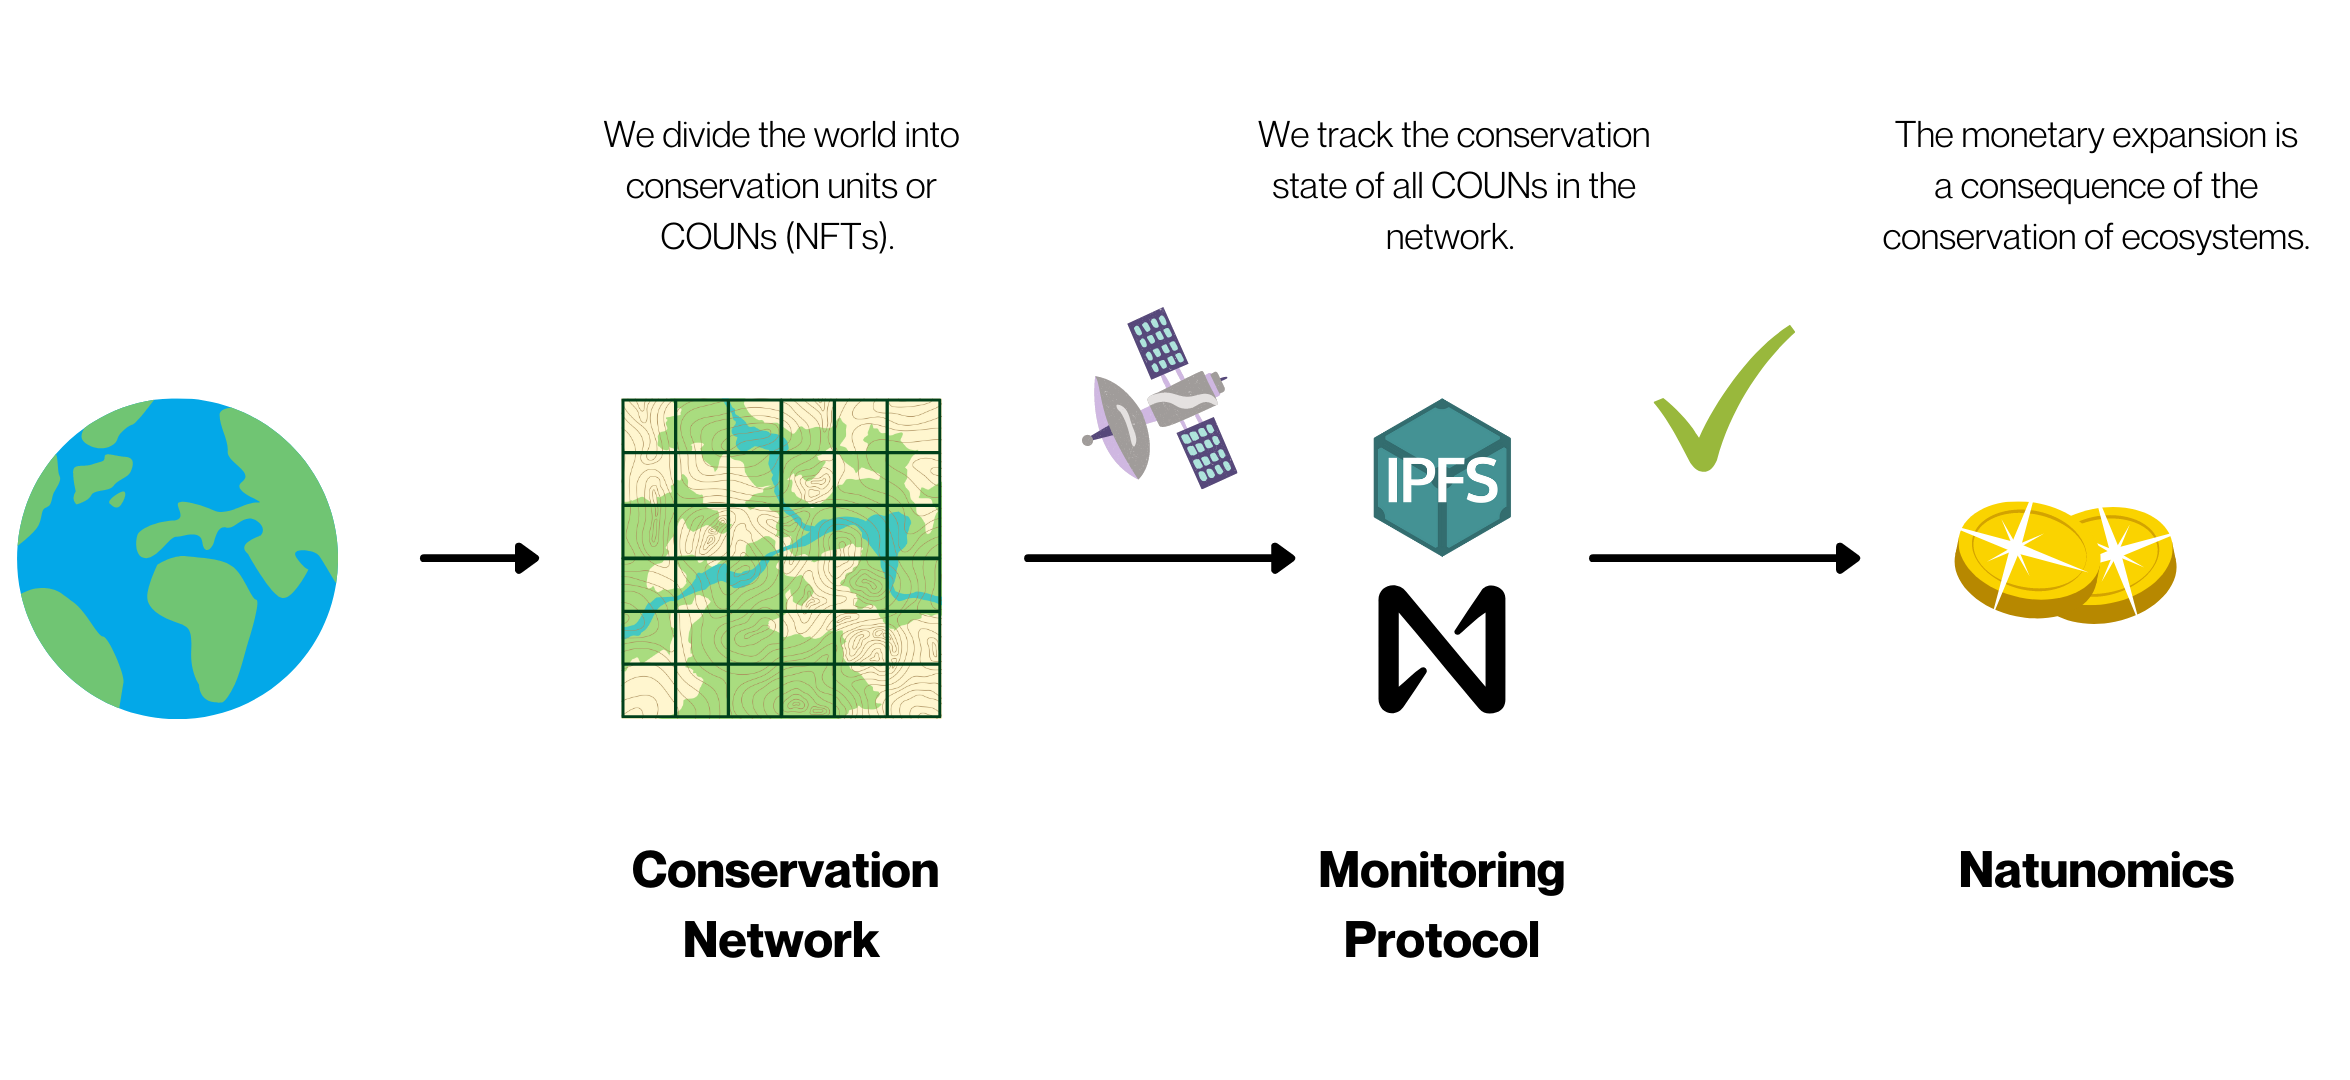 We divide the world into
conservation units or
COUNs (NFTs).
We track the conservation
state of all COUNs in the
network.
The monetary expansion is
a consequence of the
conservation of ecosystems.
IPFS
Conservation
Network
Monitoring
Protocol
Natunomics